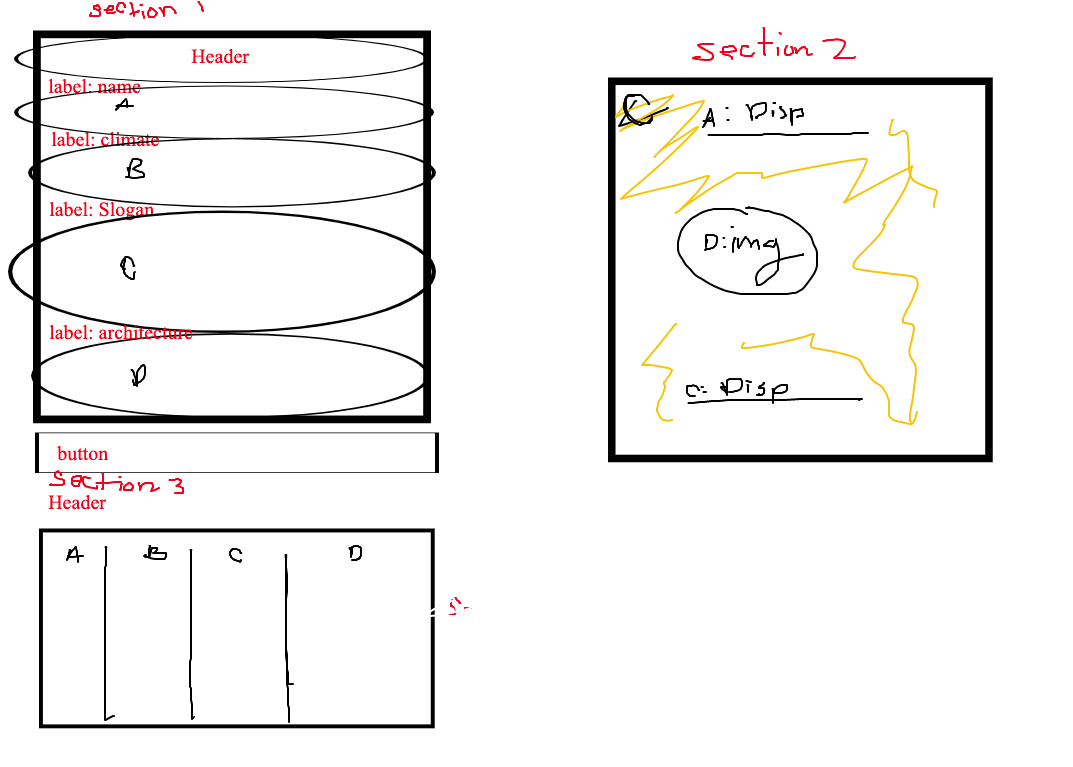 section 1
Header
label: name
A
label: climate
B
label: Slogan
C
label: architecture
D
button
section 2
C
A: Disp
D:img
C: Disp
section 3
Header
A B C D